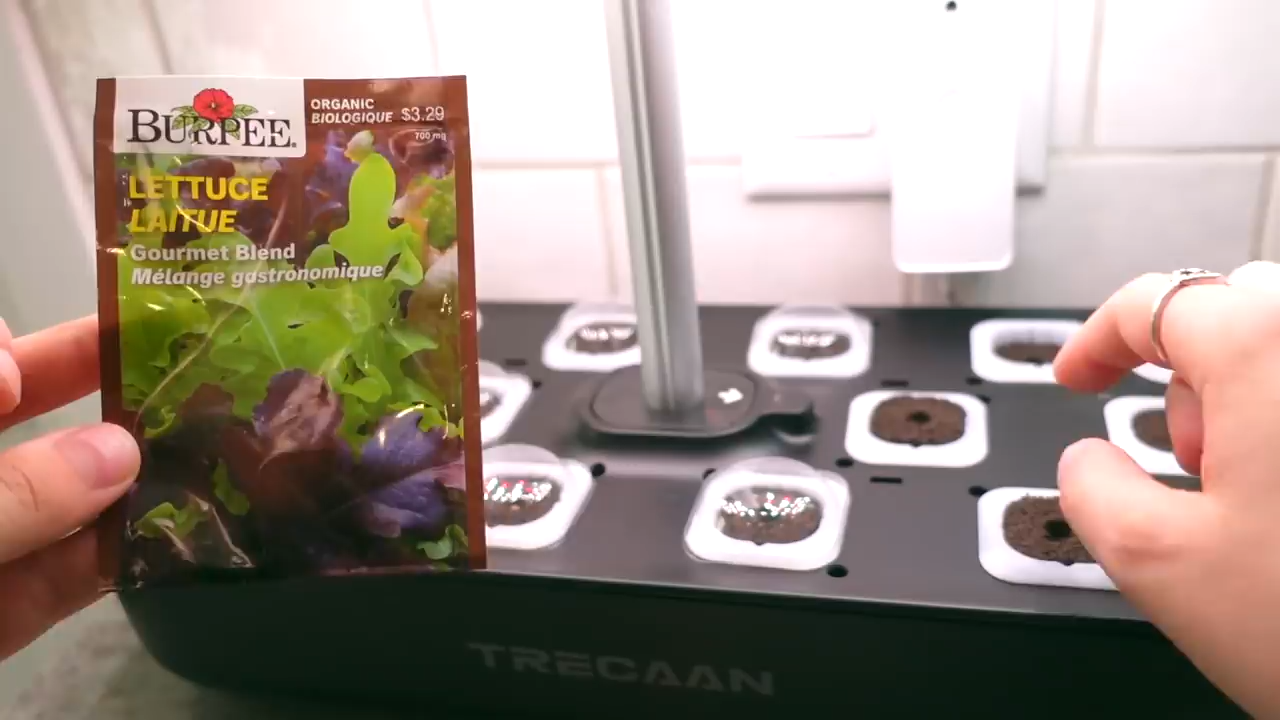 BURPEE
ORGANIC
BIOLOGIQUE $3.29
700 mg
LETTUCE
LAITUE
Gourmet Blend
Mélange gastronomique
TRECAAN